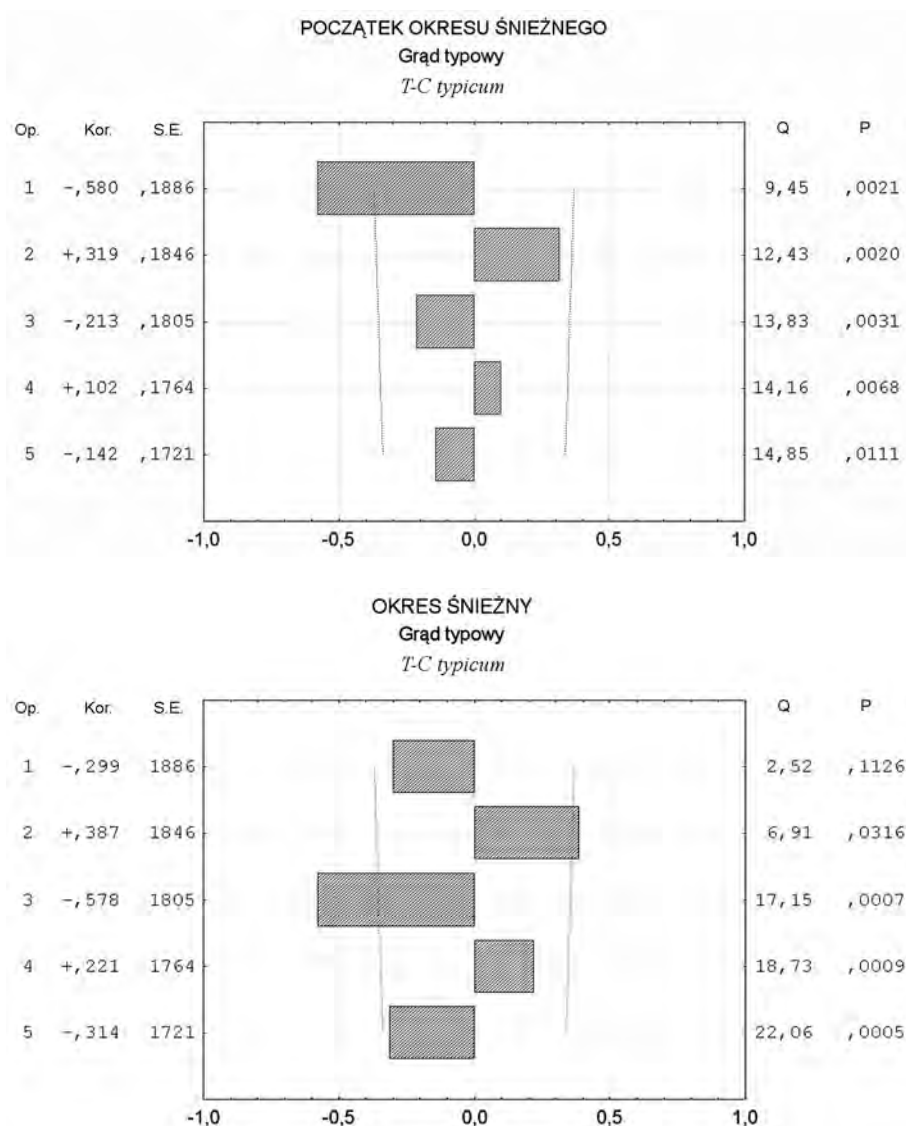 POCZĄTEK OKRESU ŚNIEŻNEGO
Grąd typowy
T-C typicum
Op. Kor. S.E. Q P
1 -,580 ,1886 9,45 ,0021
2 +,319 ,1846 12,43 ,0020
3 -,213 ,1805 13,83 ,0031
4 +,102 ,1764 14,16 ,0068
5 -,142 ,1721 14,85 ,0111
-1,0 -0,5 0,0 0,5 1,0
OKRES ŚNIEŻNY
Grąd typowy
T-C typicum
Op. Kor. S.E. Q P
1 -,299 1886 2,52 ,1126
2 +,387 1846 6,91 ,0316
3 -,578 1805 17,15 ,0007
4 +,221 1764 18,73 ,0009
5 -,314 1721 22,06 ,0005
-1,0 -0,5 0,0 0,5 1,0